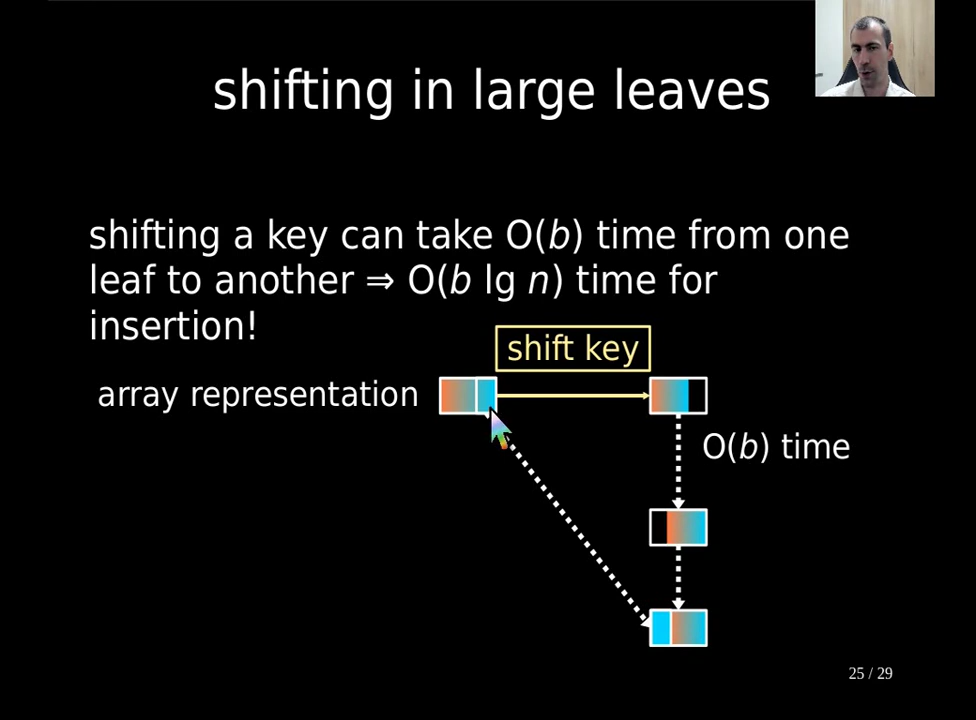 shifting in large leaves
shifting a key can take O(b) time from one
leaf to another ⇒ O(b lg n) time for
insertion!
shift key
array representation
O(b) time
25 / 29